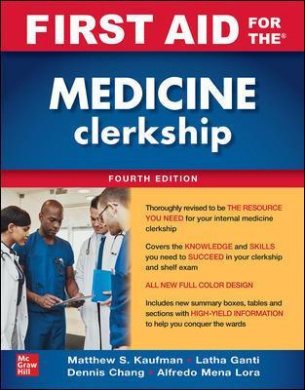 FIRST AID FOR THE®
MEDICINE
clerkship
FOURTH EDITION
Thoroughly revised to be THE RESOURCE
YOU NEED for your internal medicine
clerkship
Covers the KNOWLEDGE and SKILLS
you need to SUCCEED in your clerkship
and shelf exam
ALL NEW FULL COLOR DESIGN
Includes new summary boxes, tables and
sections with HIGH-YIELD INFORMATION
to help you conquer the wards
Mc
Graw
Hill
Matthew S. Kaufman • Latha Ganti
Dennis Chang • Alfredo Mena Lora